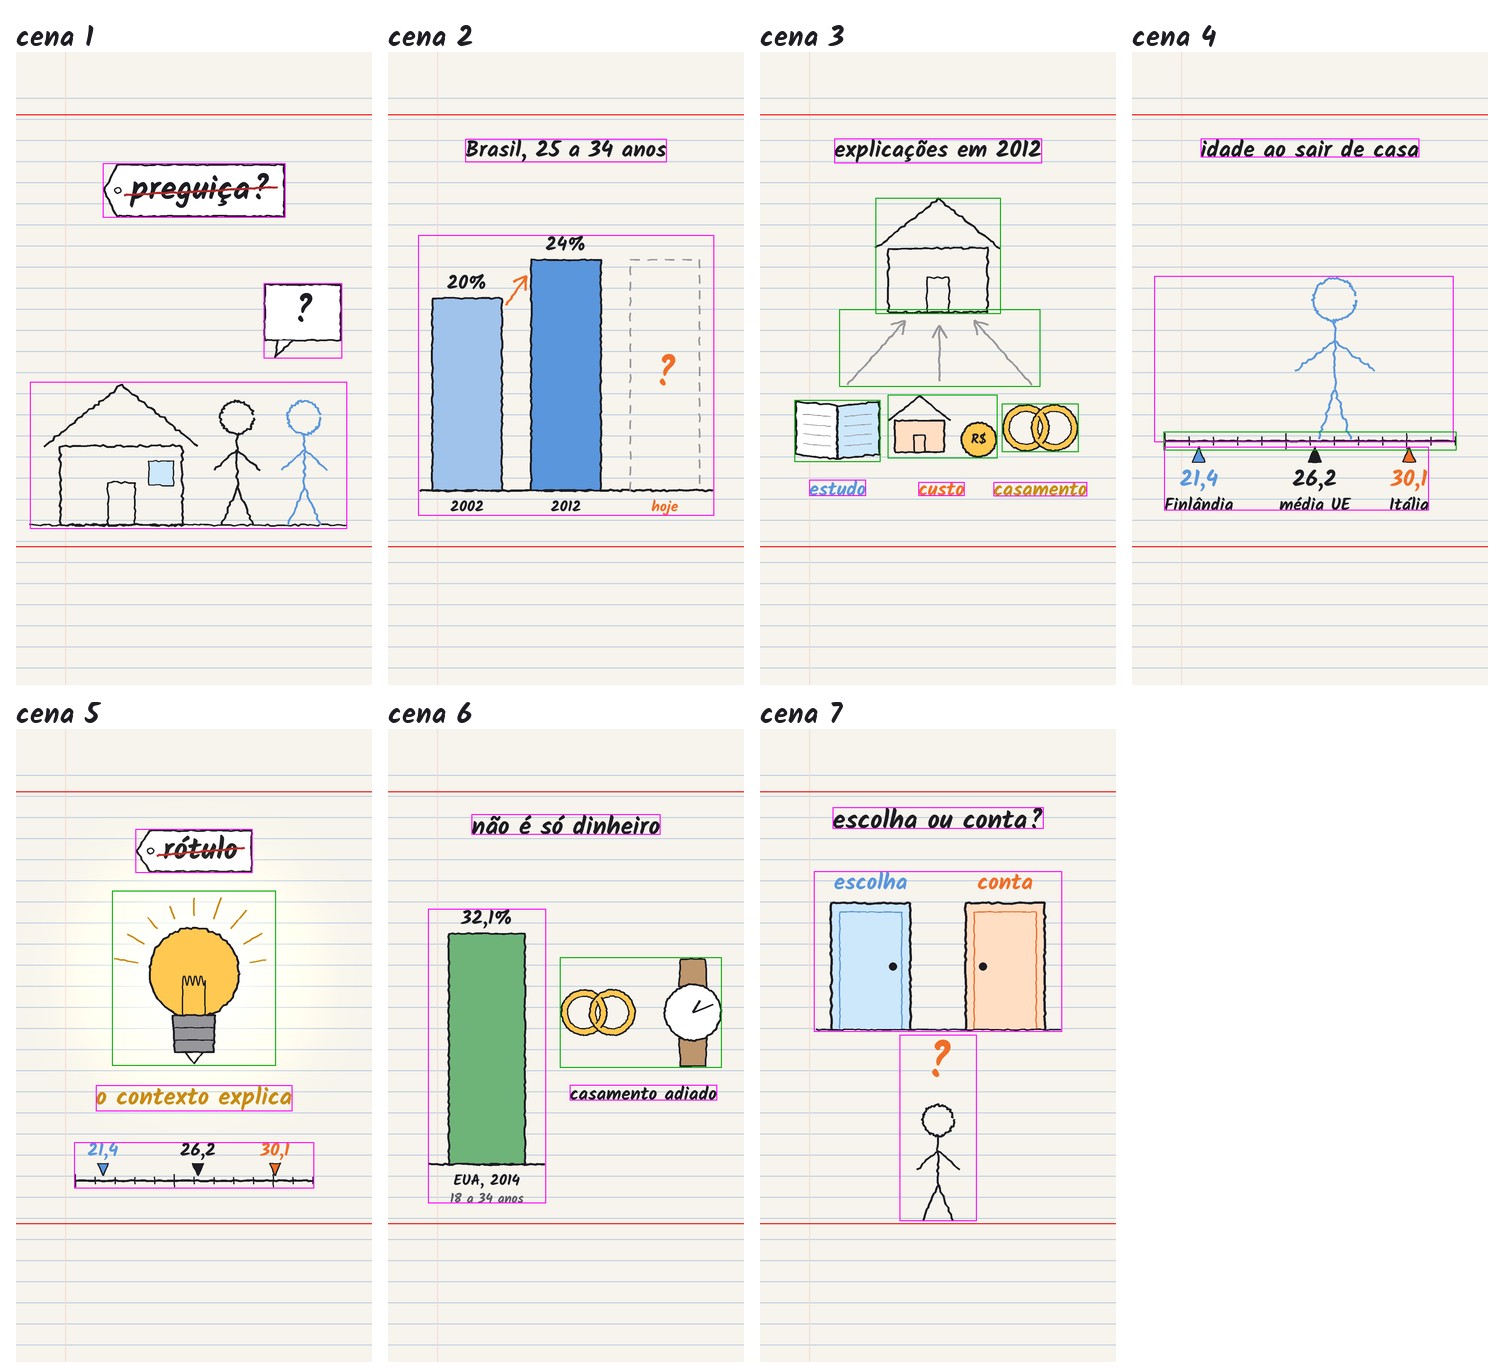 cena 1
preguiça?
?
cena 2
Brasil, 25 a 34 anos
24%
20%
?
2002 2012 hoje
cena 3
explicações em 2012
R$
estudo custo casamento
cena 4
idade ao sair de casa
21,4 26,2 30,1
Finlândia média UE Itália
cena 5
rótulo
o contexto explica
21,4 26,2 30,1
cena 6
não é só dinheiro
32,1%
casamento adiado
EUA, 2014
18 a 34 anos
cena 7
escolha ou conta?
escolha conta
?